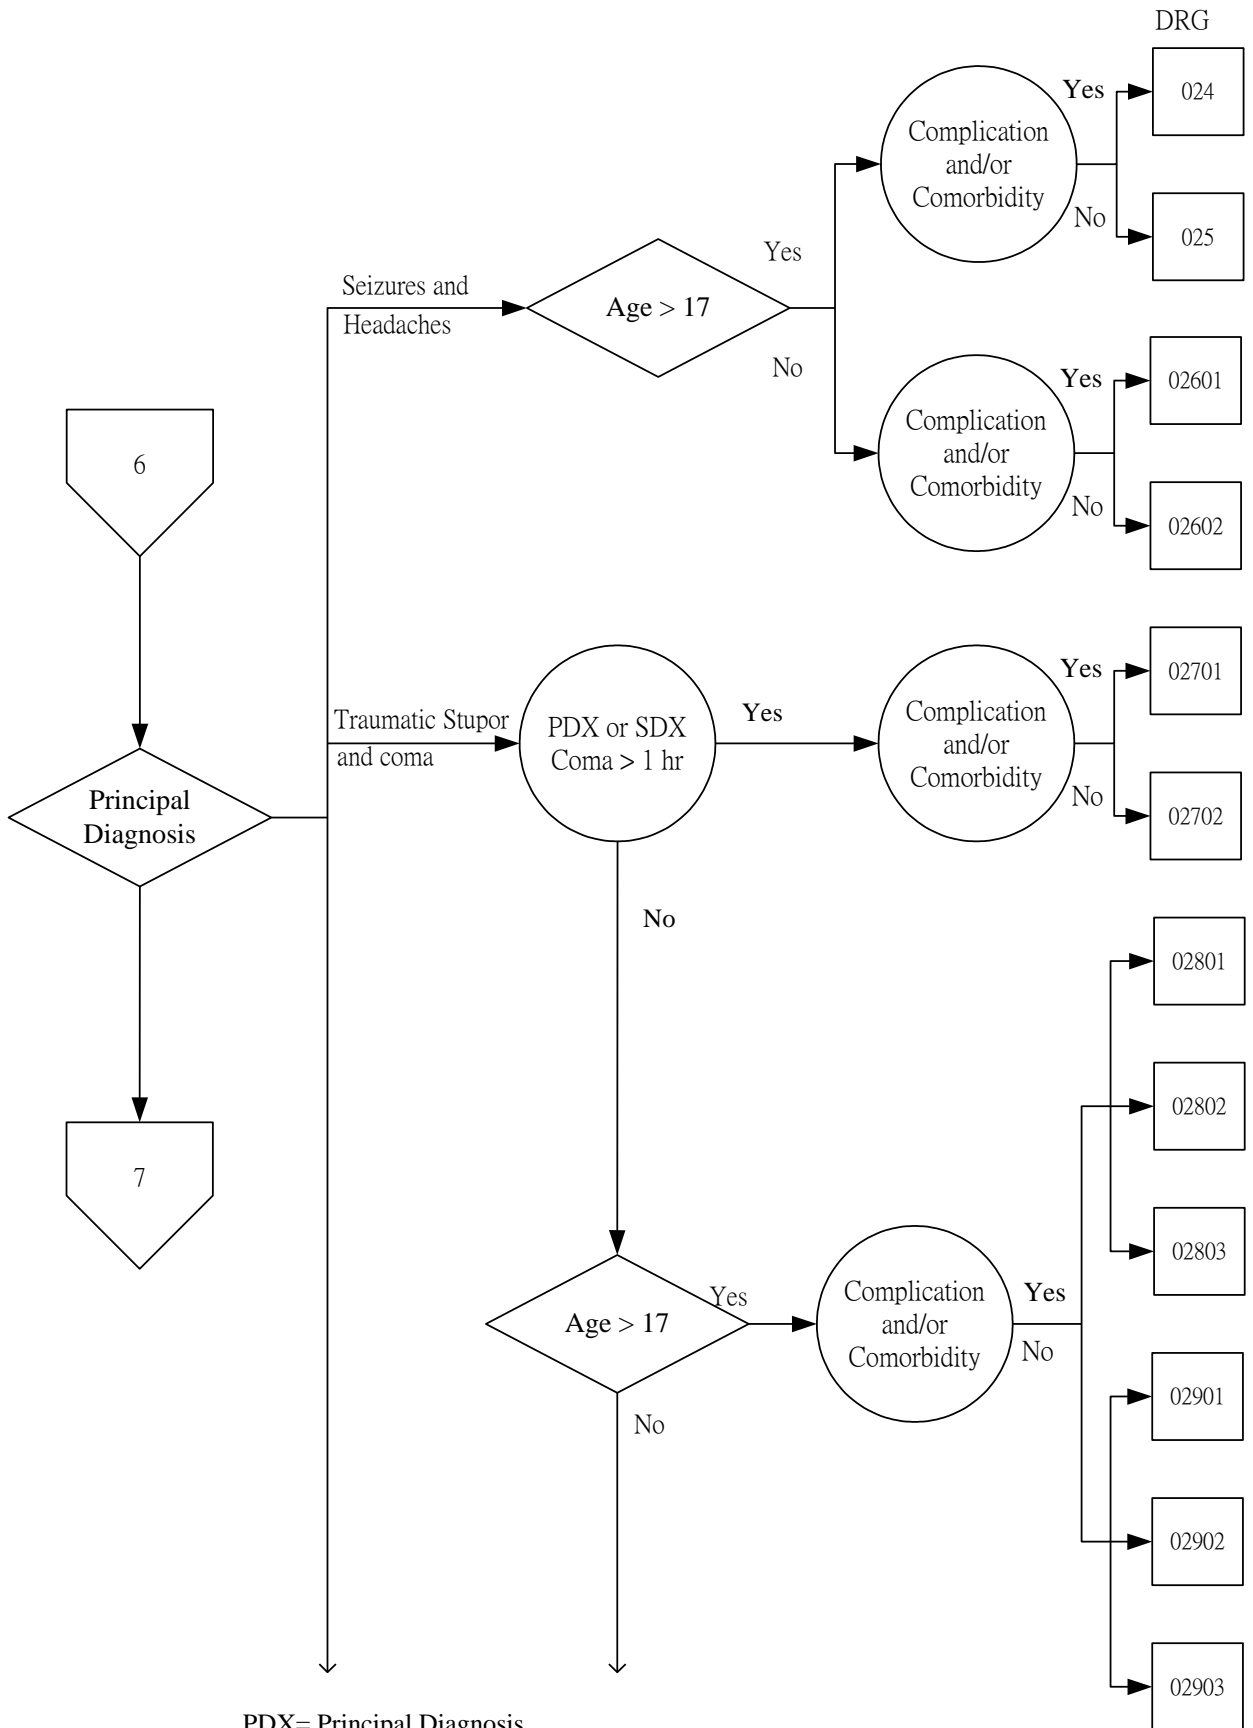 DRG
Yes
024
Complication
and/or
Comorbidity
No
025
Yes
Seizures and
Headaches
Age > 17
No
Yes
02601
Complication
and/or
Comorbidity
No
02602
6
Yes
02701
Traumatic Stupor
and coma
PDX or SDX
Coma > 1 hr
Yes
Complication
and/or
Comorbidity
No
02702
Principal
Diagnosis
No
02801
02802
7
02803
Age > 17
Yes
Complication
and/or
Comorbidity
Yes
No
No
02901
02902
02903
PDX= Principal Diagnosis